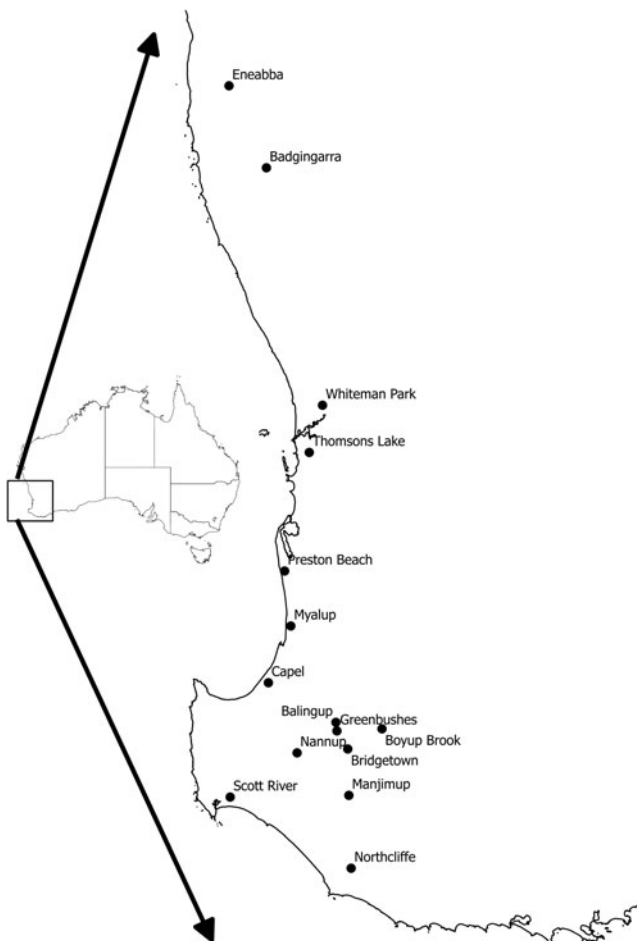 Eneabba
Badgingarra
Whiteman Park
Thomsons Lake
Preston Beach
Myalup
Capel
Balingup
Greenbushes
Nannup
Boyup Brook
Bridgetown
Scott River
Manjimup
Northcliffe